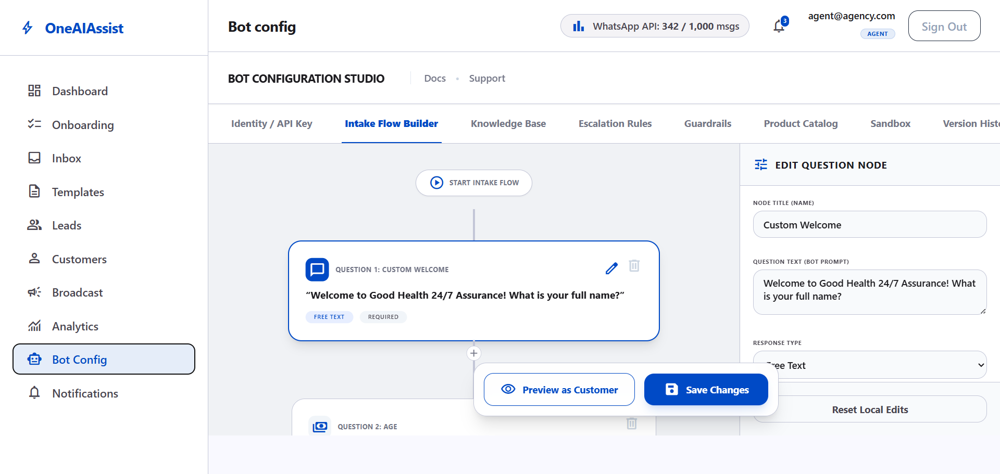 OneAIAssist
Dashboard
Onboarding
Inbox
Templates
Leads
Customers
Broadcast
Analytics
Bot Config
Notifications
Bot config
WhatsApp API: 342 / 1,000 msgs
3
agent@agency.com
AGENT
Sign Out
BOT CONFIGURATION STUDIO
Docs • Support
Identity / API Key
Intake Flow Builder
Knowledge Base
Escalation Rules
Guardrails
Product Catalog
Sandbox
Version Histo
START INTAKE FLOW
QUESTION 1: CUSTOM WELCOME
“Welcome to Good Health 24/7 Assurance! What is your full name?”
FREE TEXT
REQUIRED
Preview as Customer
Save Changes
QUESTION 2: AGE
EDIT QUESTION NODE
NODE TITLE (NAME)
Custom Welcome
QUESTION TEXT (BOT PROMPT)
Welcome to Good Health 24/7 Assurance! What
is your full name?
RESPONSE TYPE
Free Text
Reset Local Edits